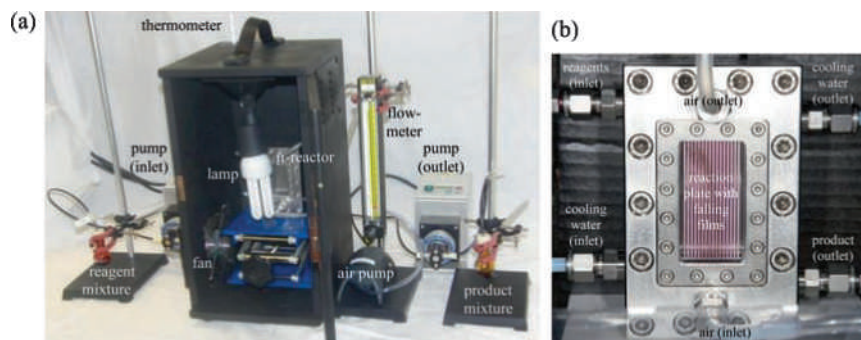 (a)
thermometer
flow-
meter
pump
(inlet)
lamp
ff-reactor
pump
(outlet)
fan
air pump
reagent
mixture
product
mixture
(b)
reagents
(inlet)
air (outlet)
cooling
water
(outlet)
reaction
plate with
falling
films
cooling
water
(inlet)
product
(outlet)
air (inlet)